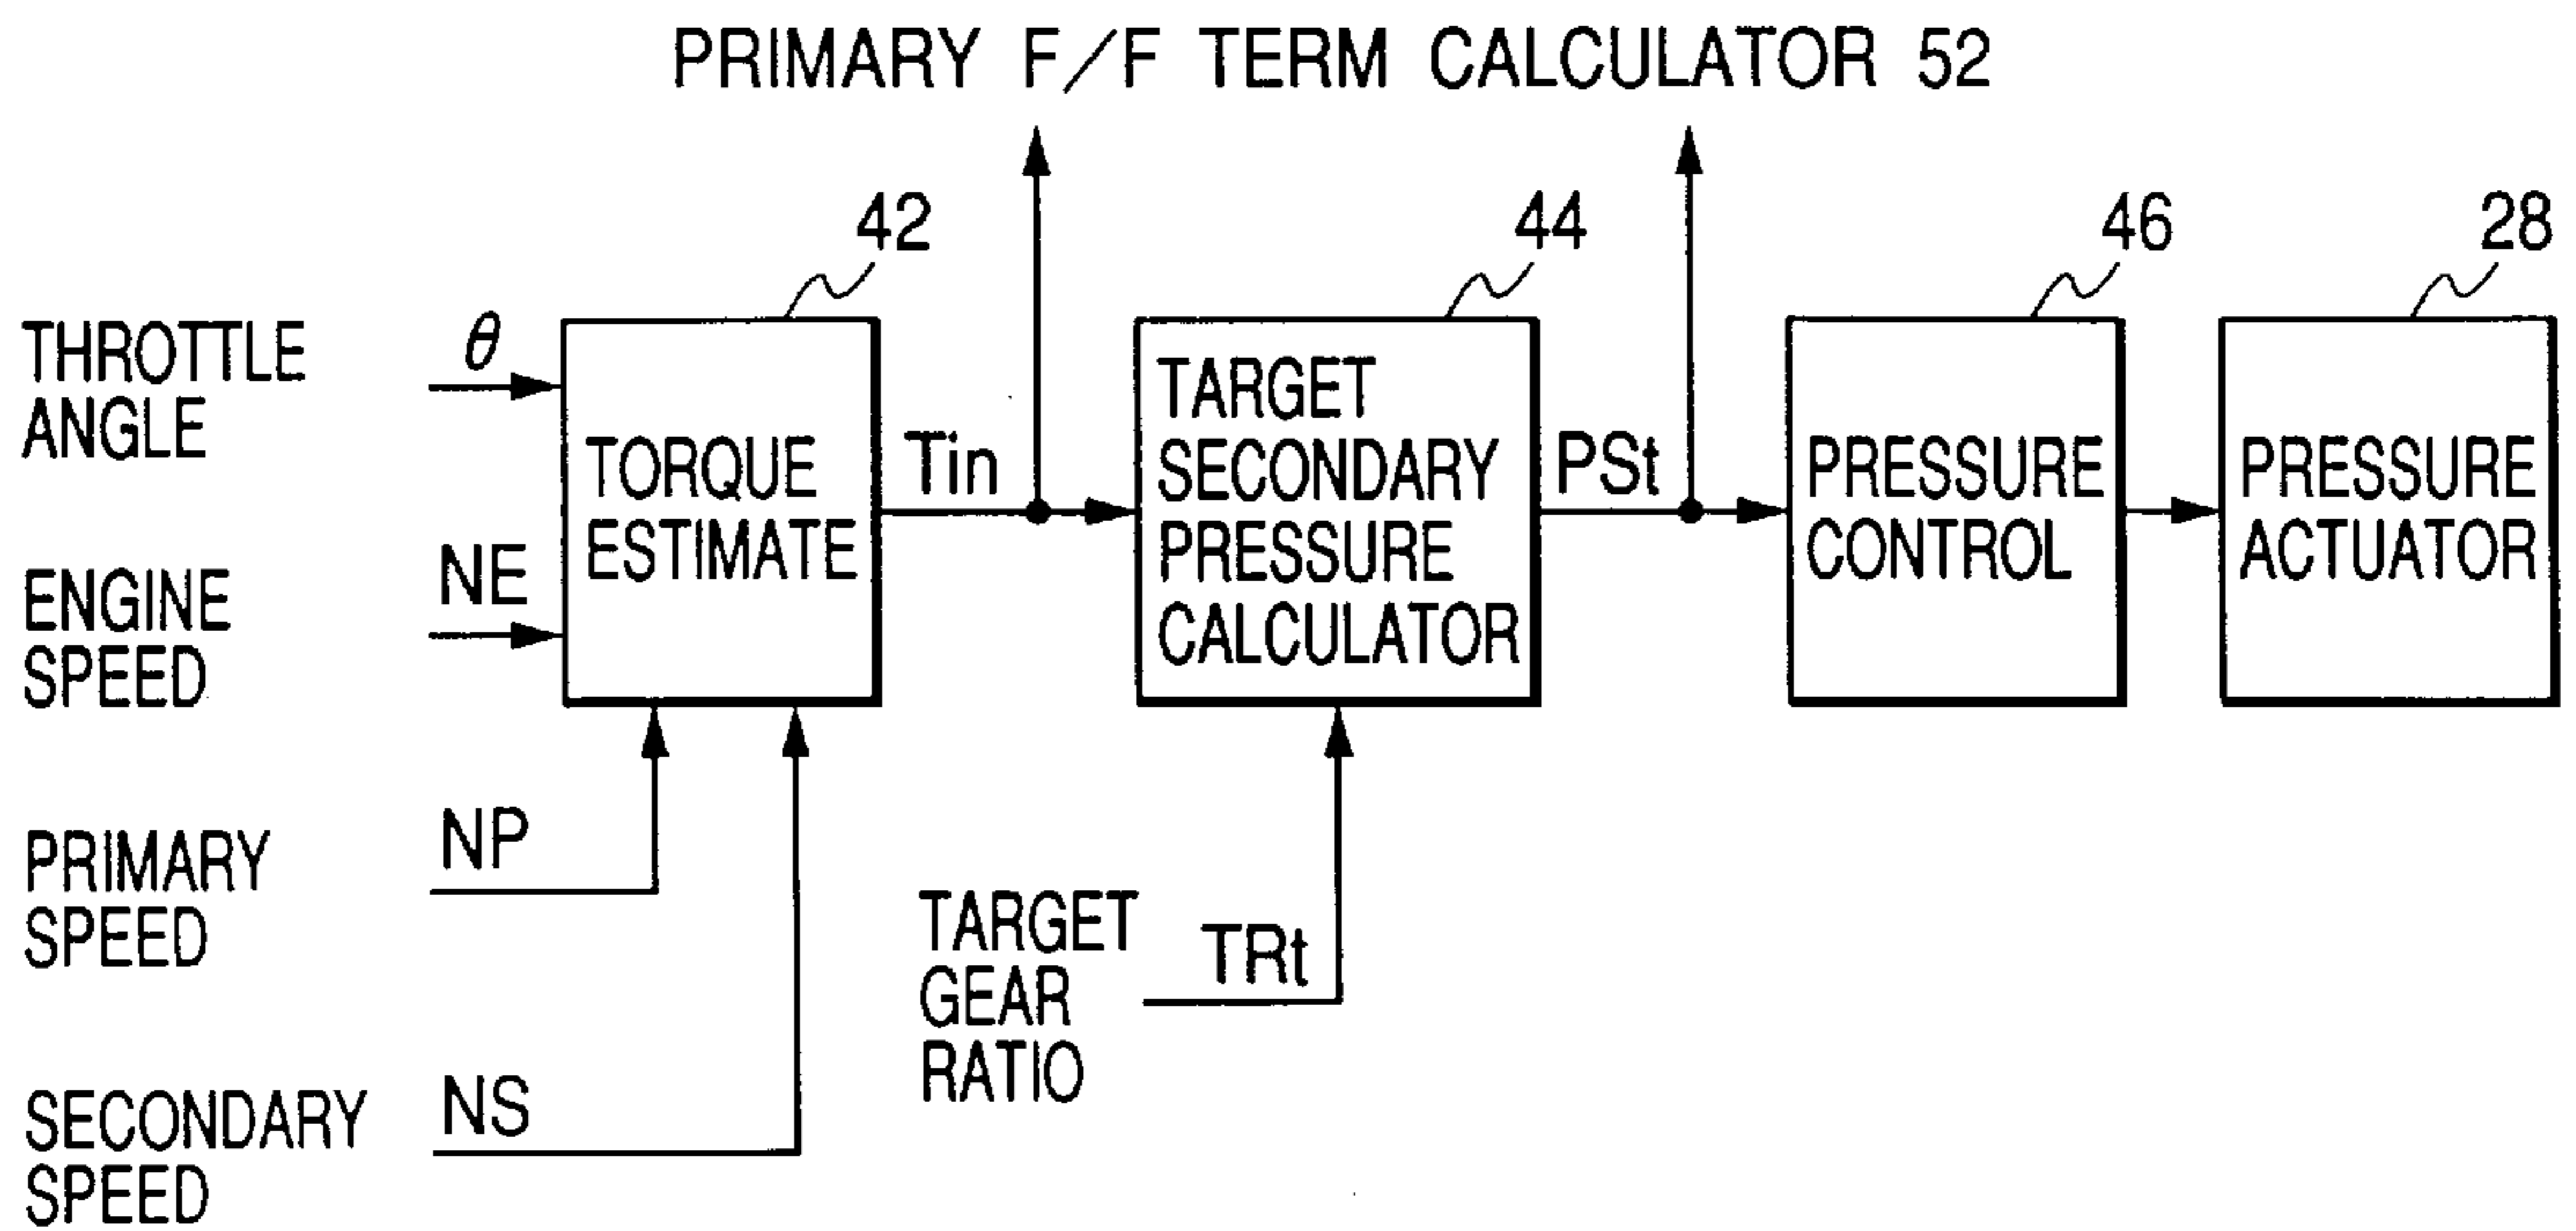 PRIMARY F/F TERM CALCULATOR 52
42
44
46
28
THROTTLE
ANGLE
θ
ENGINE
SPEED
NE
PRIMARY
SPEED
NP
SECONDARY
SPEED
NS
TORQUE
ESTIMATE
Tin
TARGET
SECONDARY
PRESSURE
CALCULATOR
TARGET
GEAR
RATIO
TRt
PSt
PRESSURE
CONTROL
PRESSURE
ACTUATOR